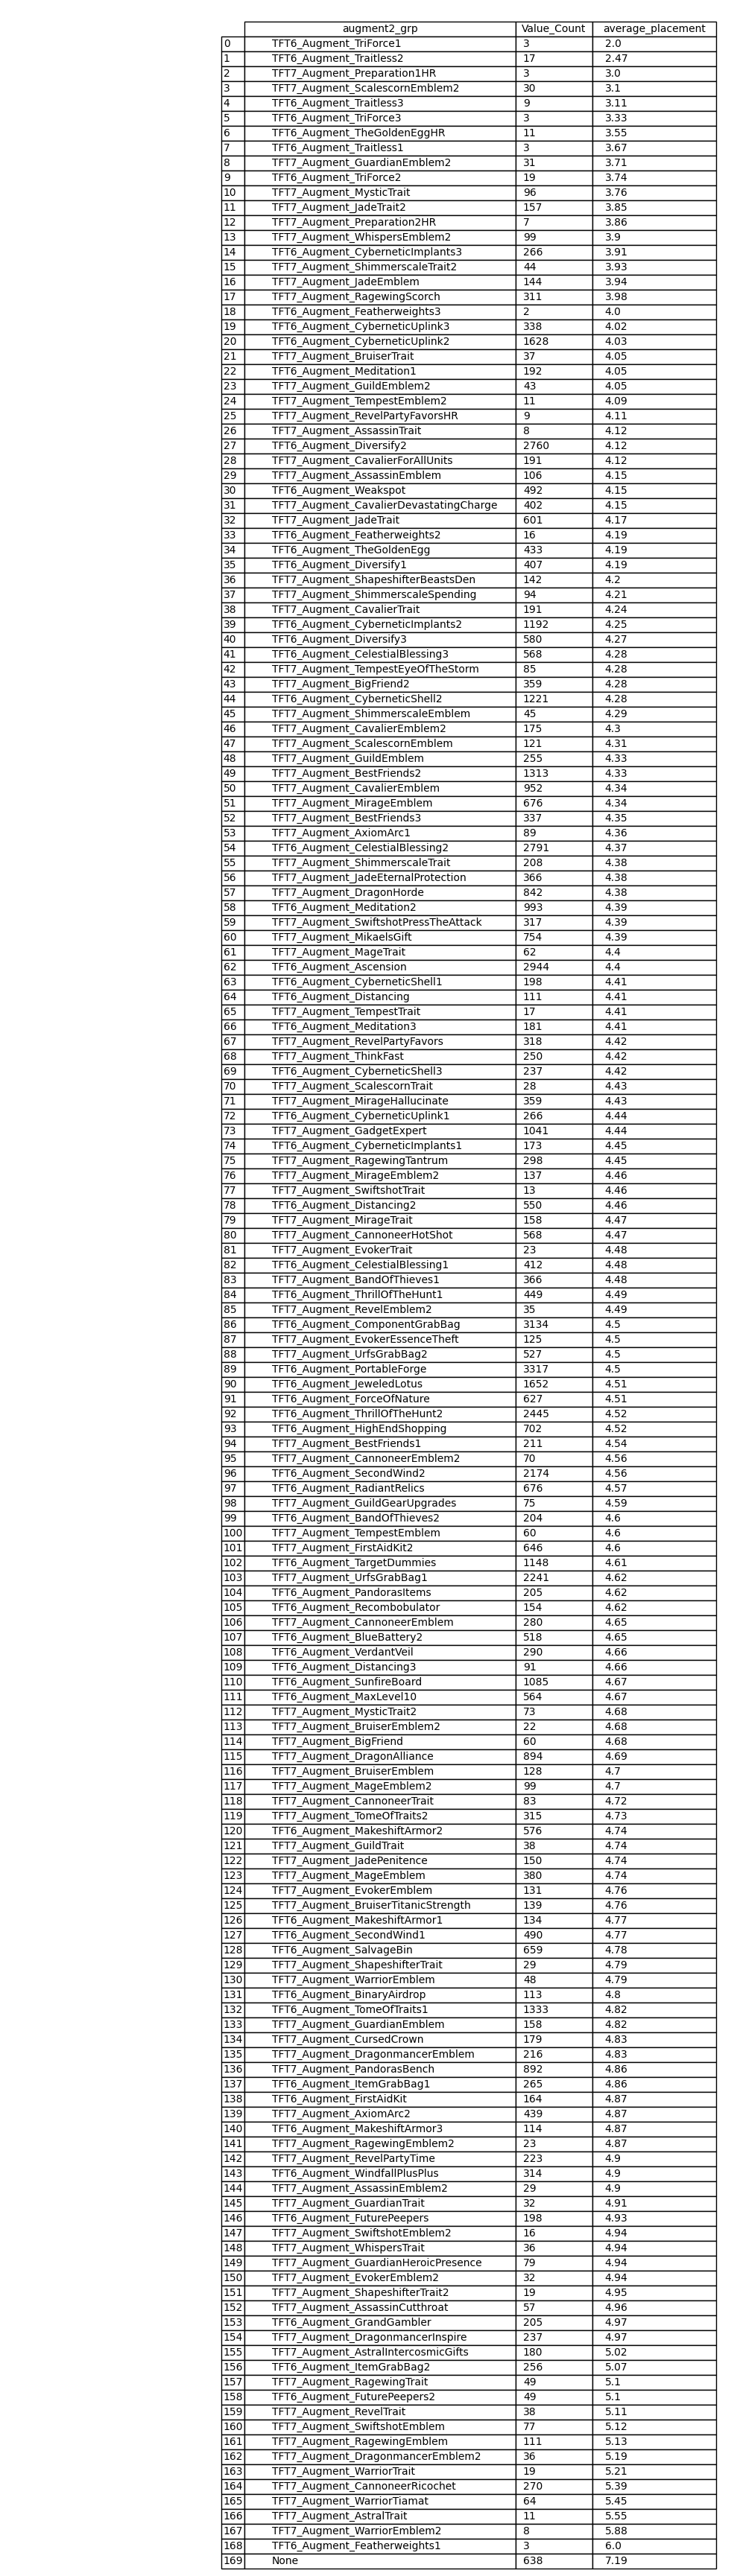 augment2_grp Value_Count average_placement
0 TFT6_Augment_TriForce1 3 2.0
1 TFT6_Augment_Traitless2 17 2.47
2 TFT7_Augment_Preparation1HR 3 3.0
3 TFT7_Augment_ScalescornEmblem2 30 3.1
4 TFT6_Augment_Traitless3 9 3.11
5 TFT6_Augment_TriForce3 3 3.33
6 TFT6_Augment_TheGoldenEggHR 11 3.55
7 TFT6_Augment_Traitless1 3 3.67
8 TFT7_Augment_GuardianEmblem2 31 3.71
9 TFT6_Augment_TriForce2 19 3.74
10 TFT7_Augment_MysticTrait 96 3.76
11 TFT7_Augment_JadeTrait2 157 3.85
12 TFT7_Augment_Preparation2HR 7 3.86
13 TFT7_Augment_WhispersEmblem2 99 3.9
14 TFT6_Augment_CyberneticImplants3 266 3.91
15 TFT7_Augment_ShimmerscaleTrait2 44 3.93
16 TFT7_Augment_JadeEmblem 144 3.94
17 TFT7_Augment_RagewingScorch 311 3.98
18 TFT6_Augment_Featherweights3 2 4.0
19 TFT6_Augment_CyberneticUplink3 338 4.02
20 TFT6_Augment_CyberneticUplink2 1628 4.03
21 TFT7_Augment_BruiserTrait 37 4.05
22 TFT6_Augment_Meditation1 192 4.05
23 TFT7_Augment_GuildEmblem2 43 4.05
24 TFT7_Augment_TempestEmblem2 11 4.09
25 TFT7_Augment_RevelPartyFavorsHR 9 4.11
26 TFT7_Augment_AssassinTrait 8 4.12
27 TFT6_Augment_Diversify2 2760 4.12
28 TFT7_Augment_CavalierForAllUnits 191 4.12
29 TFT7_Augment_AssassinEmblem 106 4.15
30 TFT6_Augment_Weakspot 492 4.15
31 TFT7_Augment_CavalierDevastatingCharge 402 4.15
32 TFT7_Augment_JadeTrait 601 4.17
33 TFT6_Augment_Featherweights2 16 4.19
34 TFT6_Augment_TheGoldenEgg 433 4.19
35 TFT6_Augment_Diversify1 407 4.19
36 TFT7_Augment_ShapeshifterBeastsDen 142 4.2
37 TFT7_Augment_ShimmerscaleSpending 94 4.21
38 TFT7_Augment_CavalierTrait 191 4.24
39 TFT6_Augment_CyberneticImplants2 1192 4.25
40 TFT6_Augment_Diversify3 580 4.27
41 TFT6_Augment_CelestialBlessing3 568 4.28
42 TFT7_Augment_TempestEyeOfTheStorm 85 4.28
43 TFT7_Augment_BigFriend2 359 4.28
44 TFT6_Augment_CyberneticShell2 1221 4.28
45 TFT7_Augment_ShimmerscaleEmblem 45 4.29
46 TFT7_Augment_CavalierEmblem2 175 4.3
47 TFT7_Augment_ScalescornEmblem 121 4.31
48 TFT7_Augment_GuildEmblem 255 4.33
49 TFT7_Augment_BestFriends2 1313 4.33
50 TFT7_Augment_CavalierEmblem 952 4.34
51 TFT7_Augment_MirageEmblem 676 4.34
52 TFT7_Augment_BestFriends3 337 4.35
53 TFT7_Augment_AxiomArc1 89 4.36
54 TFT6_Augment_CelestialBlessing2 2791 4.37
55 TFT7_Augment_ShimmerscaleTrait 208 4.38
56 TFT7_Augment_JadeEternalProtection 366 4.38
57 TFT7_Augment_DragonHorde 842 4.38
58 TFT6_Augment_Meditation2 993 4.39
59 TFT7_Augment_SwiftshotPressTheAttack 317 4.39
60 TFT7_Augment_MikaelsGift 754 4.39
61 TFT7_Augment_MageTrait 62 4.4
62 TFT6_Augment_Ascension 2944 4.4
63 TFT6_Augment_CyberneticShell1 198 4.41
64 TFT6_Augment_Distancing 111 4.41
65 TFT7_Augment_TempestTrait 17 4.41
66 TFT6_Augment_Meditation3 181 4.41
67 TFT7_Augment_RevelPartyFavors 318 4.42
68 TFT7_Augment_ThinkFast 250 4.42
69 TFT6_Augment_CyberneticShell3 237 4.42
70 TFT7_Augment_ScalescornTrait 28 4.43
71 TFT7_Augment_MirageHallucinate 359 4.43
72 TFT6_Augment_CyberneticUplink1 266 4.44
73 TFT7_Augment_GadgetExpert 1041 4.44
74 TFT6_Augment_CyberneticImplants1 173 4.45
75 TFT7_Augment_RagewingTantrum 298 4.45
76 TFT7_Augment_MirageEmblem2 137 4.46
77 TFT7_Augment_SwiftshotTrait 13 4.46
78 TFT6_Augment_Distancing2 550 4.46
79 TFT7_Augment_MirageTrait 158 4.47
80 TFT7_Augment_CannoneerHotShot 568 4.47
81 TFT7_Augment_EvokerTrait 23 4.48
82 TFT6_Augment_CelestialBlessing1 412 4.48
83 TFT7_Augment_BandOfThieves1 366 4.48
84 TFT6_Augment_ThrillOfTheHunt1 449 4.49
85 TFT7_Augment_RevelEmblem2 35 4.49
86 TFT6_Augment_ComponentGrabBag 3134 4.5
87 TFT7_Augment_EvokerEssenceTheft 125 4.5
88 TFT7_Augment_UrfsGrabBag2 527 4.5
89 TFT6_Augment_PortableForge 3317 4.5
90 TFT6_Augment_JeweledLotus 1652 4.51
91 TFT6_Augment_ForceOfNature 627 4.51
92 TFT6_Augment_ThrillOfTheHunt2 2445 4.52
93 TFT6_Augment_HighEndShopping 702 4.52
94 TFT7_Augment_BestFriends1 211 4.54
95 TFT7_Augment_CannoneerEmblem2 70 4.56
96 TFT6_Augment_SecondWind2 2174 4.56
97 TFT6_Augment_RadiantRelics 676 4.57
98 TFT7_Augment_GuildGearUpgrades 75 4.59
99 TFT6_Augment_BandOfThieves2 204 4.6
100 TFT7_Augment_TempestEmblem 60 4.6
101 TFT7_Augment_FirstAidKit2 646 4.6
102 TFT6_Augment_TargetDummies 1148 4.61
103 TFT7_Augment_UrfsGrabBag1 2241 4.62
104 TFT6_Augment_PandorasItems 205 4.62
105 TFT6_Augment_Recombobulator 154 4.62
106 TFT7_Augment_CannoneerEmblem 280 4.65
107 TFT6_Augment_BlueBattery2 518 4.65
108 TFT6_Augment_VerdantVeil 290 4.66
109 TFT6_Augment_Distancing3 91 4.66
110 TFT6_Augment_SunfireBoard 1085 4.67
111 TFT6_Augment_MaxLevel10 564 4.67
112 TFT7_Augment_MysticTrait2 73 4.68
113 TFT7_Augment_BruiserEmblem2 22 4.68
114 TFT7_Augment_BigFriend 60 4.68
115 TFT7_Augment_DragonAlliance 894 4.69
116 TFT7_Augment_BruiserEmblem 128 4.7
117 TFT7_Augment_MageEmblem2 99 4.7
118 TFT7_Augment_CannoneerTrait 83 4.72
119 TFT6_Augment_TomeOfTraits2 315 4.73
120 TFT6_Augment_MakeshiftArmor2 576 4.74
121 TFT7_Augment_GuildTrait 38 4.74
122 TFT7_Augment_JadePenitence 150 4.74
123 TFT7_Augment_MageEmblem 380 4.74
124 TFT7_Augment_EvokerEmblem 131 4.76
125 TFT7_Augment_BruiserTitanicStrength 139 4.76
126 TFT6_Augment_MakeshiftArmor1 134 4.77
127 TFT6_Augment_SecondWind1 490 4.77
128 TFT6_Augment_SalvageBin 659 4.78
129 TFT7_Augment_ShapeshifterTrait 29 4.79
130 TFT7_Augment_WarriorEmblem 48 4.79
131 TFT6_Augment_BinaryAirdrop 113 4.8
132 TFT6_Augment_TomeOfTraits1 1333 4.82
133 TFT7_Augment_GuardianEmblem 158 4.82
134 TFT7_Augment_CursedCrown 179 4.83
135 TFT7_Augment_DragonmancerEmblem 216 4.83
136 TFT7_Augment_PandorasBench 892 4.86
137 TFT6_Augment_ItemGrabBag1 265 4.86
138 TFT6_Augment_FirstAidKit 164 4.87
139 TFT7_Augment_AxiomArc2 439 4.87
140 TFT6_Augment_MakeshiftArmor3 114 4.87
141 TFT7_Augment_RagewingEmblem2 23 4.87
142 TFT7_Augment_RevelPartyTime 223 4.9
143 TFT6_Augment_WindfallPlusPlus 314 4.9
144 TFT7_Augment_AssassinEmblem2 29 4.9
145 TFT7_Augment_GuardianTrait 32 4.91
146 TFT6_Augment_FuturePeepers 198 4.93
147 TFT7_Augment_SwiftshotEmblem2 16 4.94
148 TFT7_Augment_WhispersTrait 36 4.94
149 TFT7_Augment_GuardianHeroicPresence 79 4.94
150 TFT7_Augment_EvokerEmblem2 32 4.94
151 TFT7_Augment_ShapeshifterTrait2 19 4.95
152 TFT7_Augment_AssassinCutthroat 57 4.96
153 TFT6_Augment_GrandGambler 205 4.97
154 TFT7_Augment_DragonmancerInspire 237 4.97
155 TFT7_Augment_AstralIntercosmicGifts 180 5.02
156 TFT6_Augment_ItemGrabBag2 256 5.07
157 TFT7_Augment_RagewingTrait 49 5.1
158 TFT6_Augment_FuturePeepers2 49 5.1
159 TFT7_Augment_RevelTrait 38 5.11
160 TFT7_Augment_SwiftshotEmblem 77 5.12
161 TFT7_Augment_RagewingEmblem 111 5.13
162 TFT7_Augment_DragonmancerEmblem2 36 5.19
163 TFT7_Augment_WarriorTrait 19 5.21
164 TFT7_Augment_CannoneerRicochet 270 5.39
165 TFT7_Augment_WarriorTiamat 64 5.45
166 TFT7_Augment_AstralTrait 11 5.55
167 TFT7_Augment_WarriorEmblem2 8 5.88
168 TFT6_Augment_Featherweights1 3 6.0
169 None 638 7.19